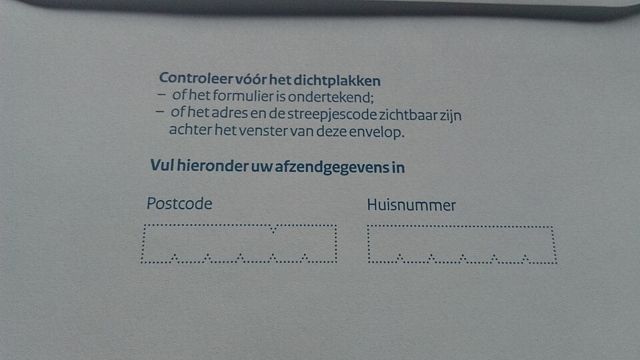 Controleer vóór het dichtplakken
– of het formulier is ondertekend;
– of het adres en de streepjescode zichtbaar zijn
achter het venster van deze envelop.
Vul hieronder uw afzendgegevens in
Postcode Huisnummer